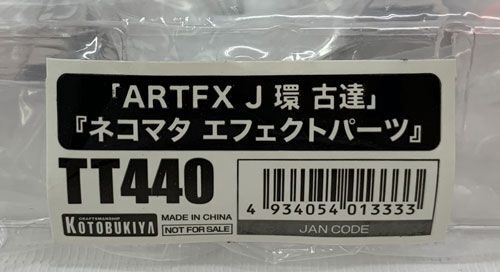 「ARTFX J 環 古達」
『ネコマタ エフェクトパーツ』
TT440
CRAFTSMANSHIP
KOTOBUKIYA
MADE IN CHINA
NOT FOR SALE
4 934054 013333
JAN CODE